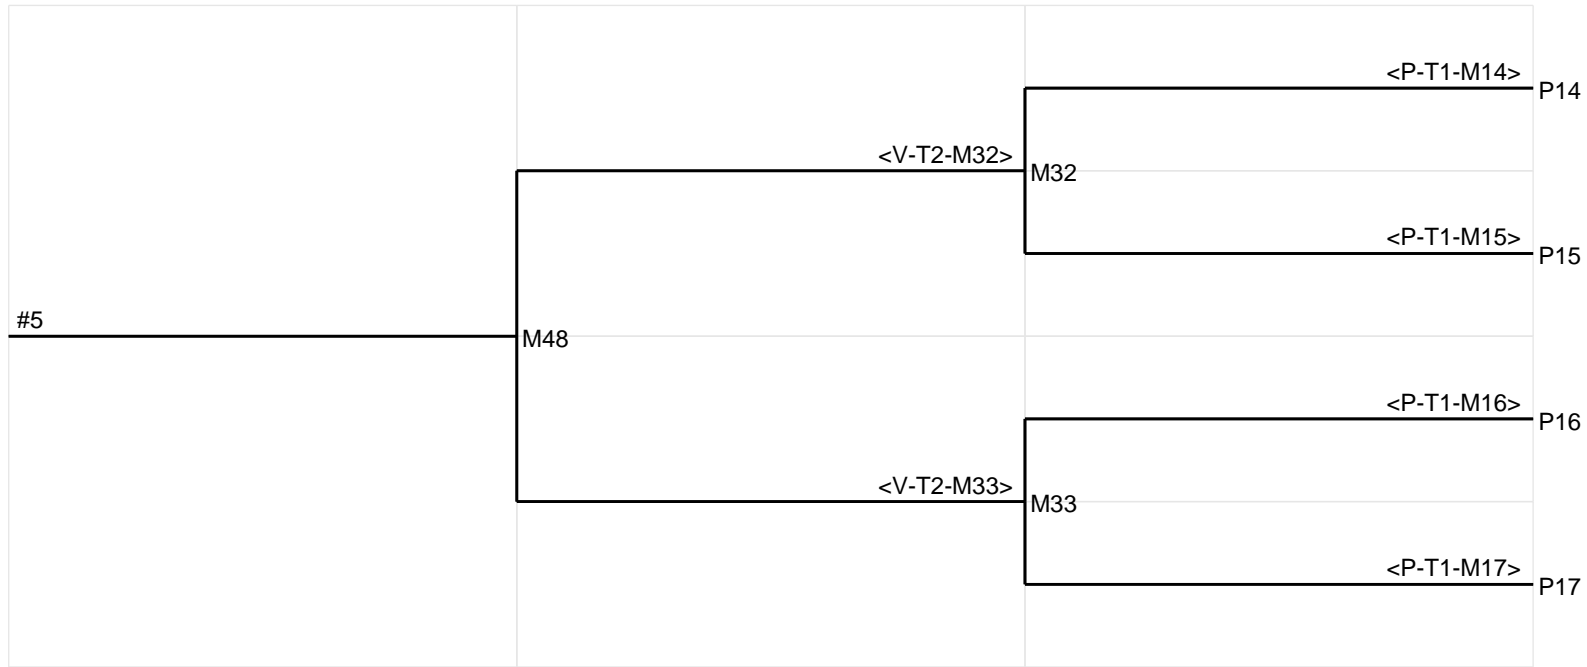 <P-T1-M14>
P14
<V-T2-M32>
M32
<P-T1-M15>
P15
#5
M48
<P-T1-M16>
P16
<V-T2-M33>
M33
<P-T1-M17>
P17